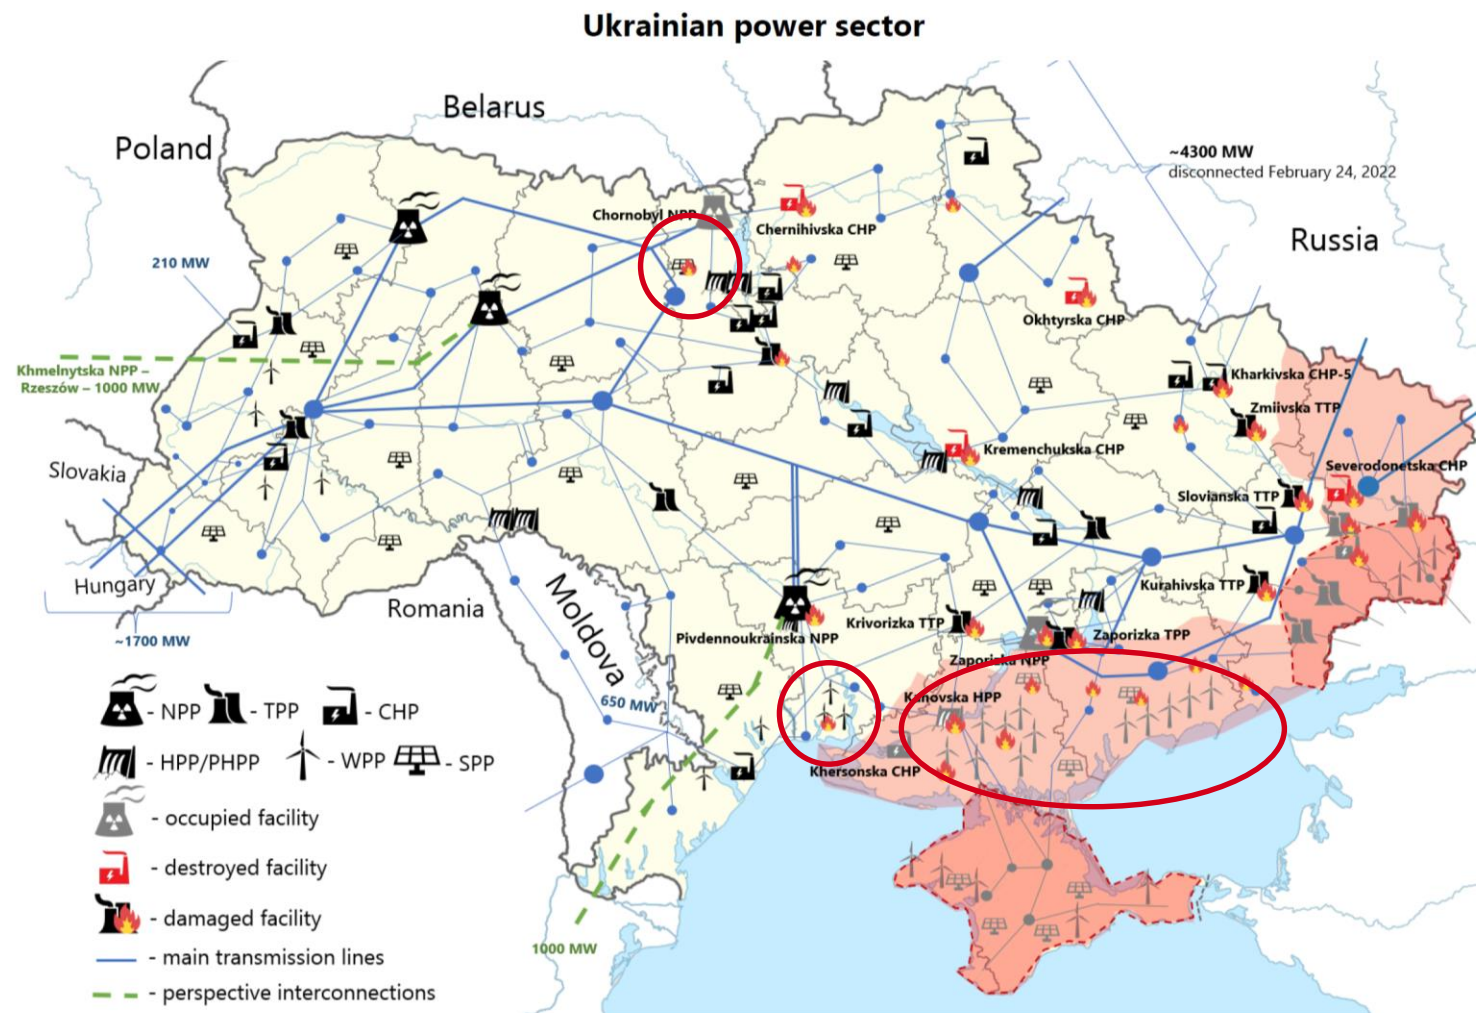 Ukrainian power sector
Belarus
Poland
~4300 MW
disconnected February 24, 2022
Russia
Chornobyl NPP
Chernihivska CHP
210 MW
Okhtyrska CHP
Khmelnytska NPP –
Rzeszów – 1000 MW
Kharkivska CHP-5
Zmiivska TTP
Kremenchukska CHP
Severodonetska CHP
Slovakia
Slovianska TTP
Hungary
Romania
Moldova
Kurahivska TTP
~1700 MW
Krivorizka TTP
Pivdennoukrainska NPP
Zaporizka TPP
Zaporizka NPP
650 MW
Kahovska HPP
Khersonska CHP
- NPP
- TPP
- CHP
- HPP/PHPP
- WPP
- SPP
- occupied facility
- destroyed facility
- damaged facility
- main transmission lines
- perspective interconnections
1000 MW